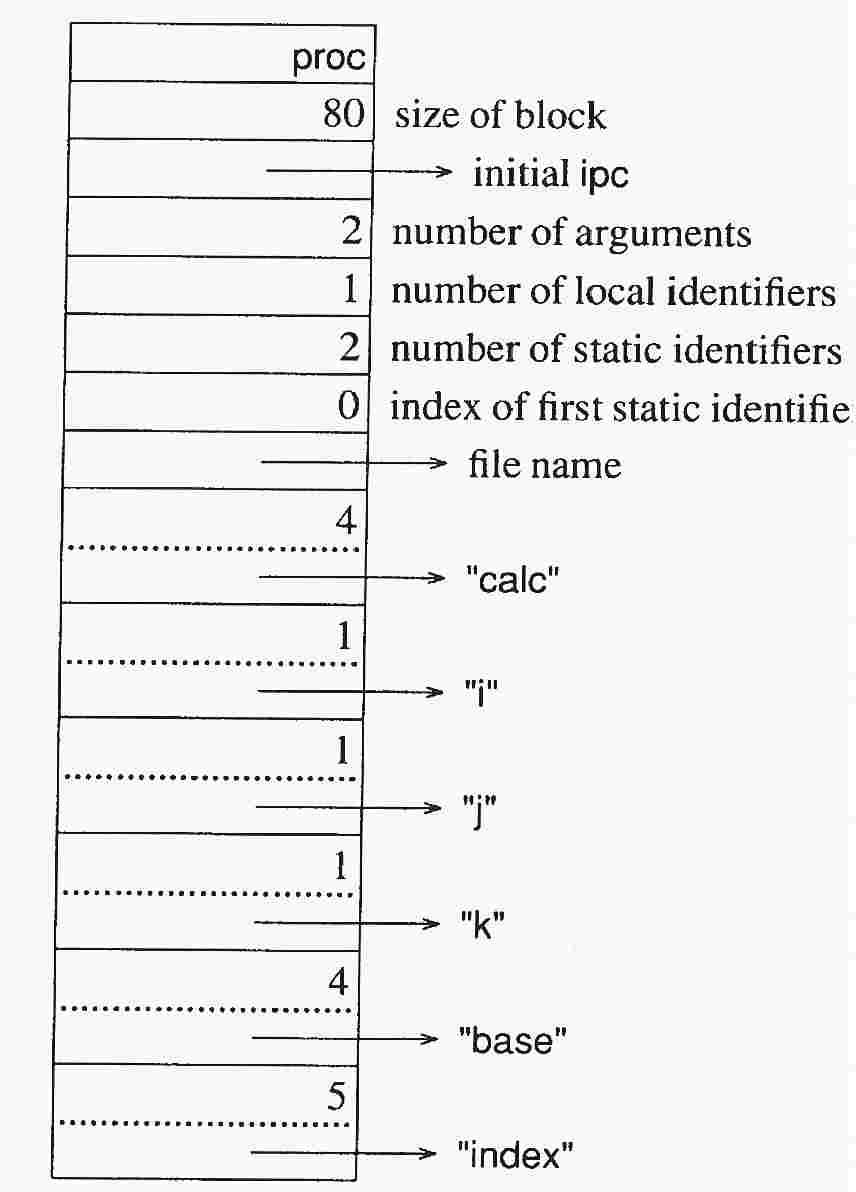 proc
80 size of block
initial ipc
2 number of arguments
1 number of local identifiers
2 number of static identifiers
0 index of first static identifie
file name
4
"calc"
1
"i"
1
"j"
1
"k"
4
"base"
5
"index"